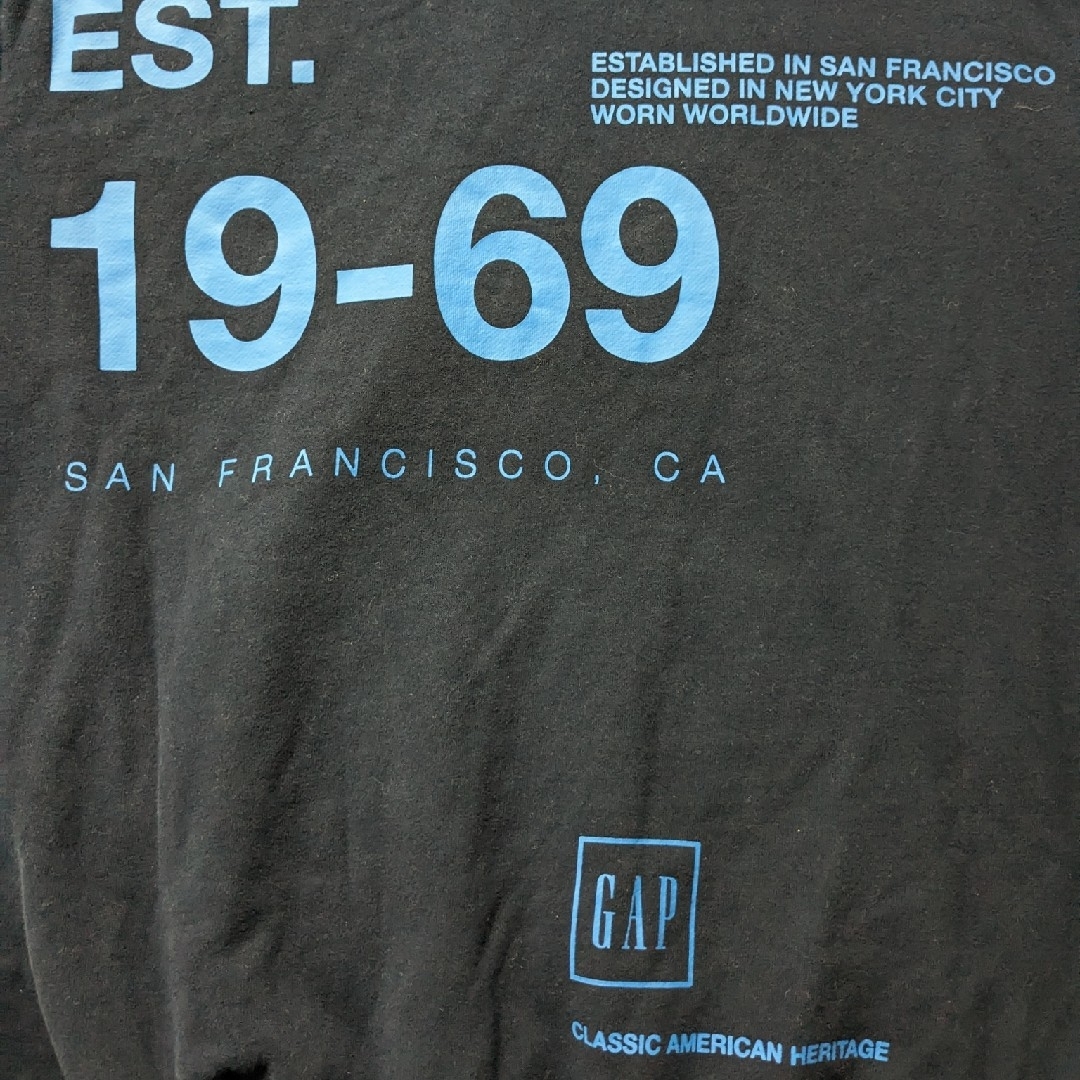 EST.
ESTABLISHED IN SAN FRANCISCO
DESIGNED IN NEW YORK CITY
WORN WORLDWIDE
19-69
SAN FRANCISCO, CA
GAP
CLASSIC AMERICAN HERITAGE